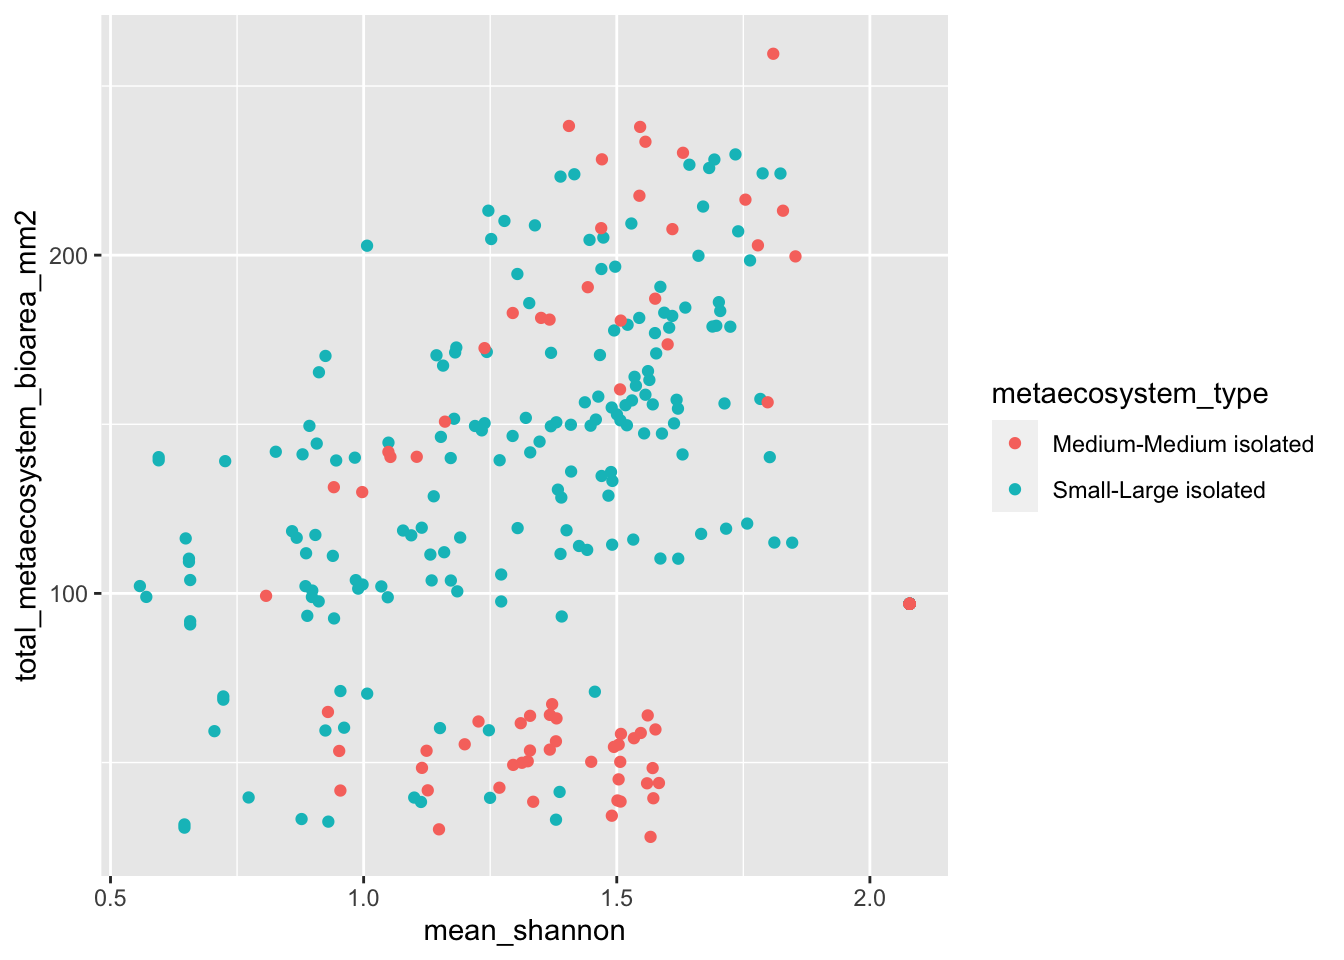 total_metaecosystem_bioarea_mm2
200
100
0.5
1.0
1.5
2.0
mean_shannon
metaecosystem_type
Medium-Medium isolated
Small-Large isolated